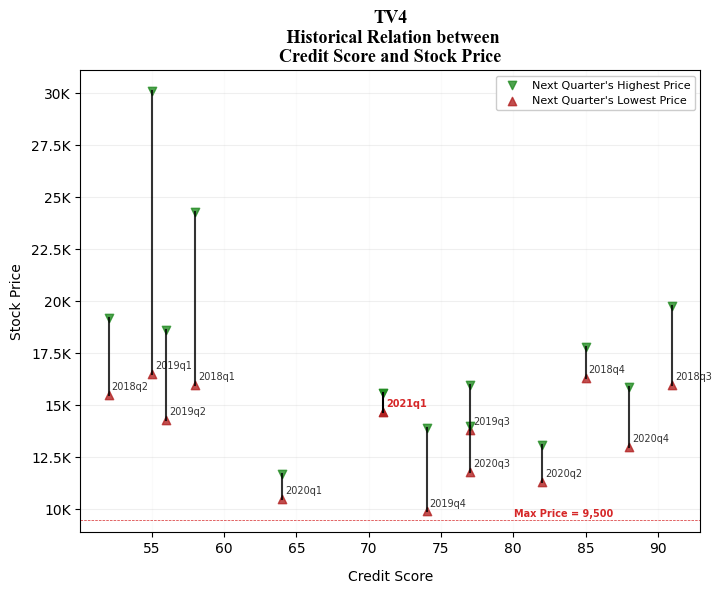 TV4
Historical Relation between
Credit Score and Stock Price
Next Quarter's Highest Price
Next Quarter's Lowest Price
30K
27.5K
25K
22.5K
20K
17.5K
15K
12.5K
10K
Stock Price
2018q2
2019q1
2019q2
2018q1
2020q1
2021q1
2019q4
2019q3
2020q3
2020q2
2018q4
2020q4
2018q3
Max Price = 9,500
55
60
65
70
75
80
85
90
Credit Score